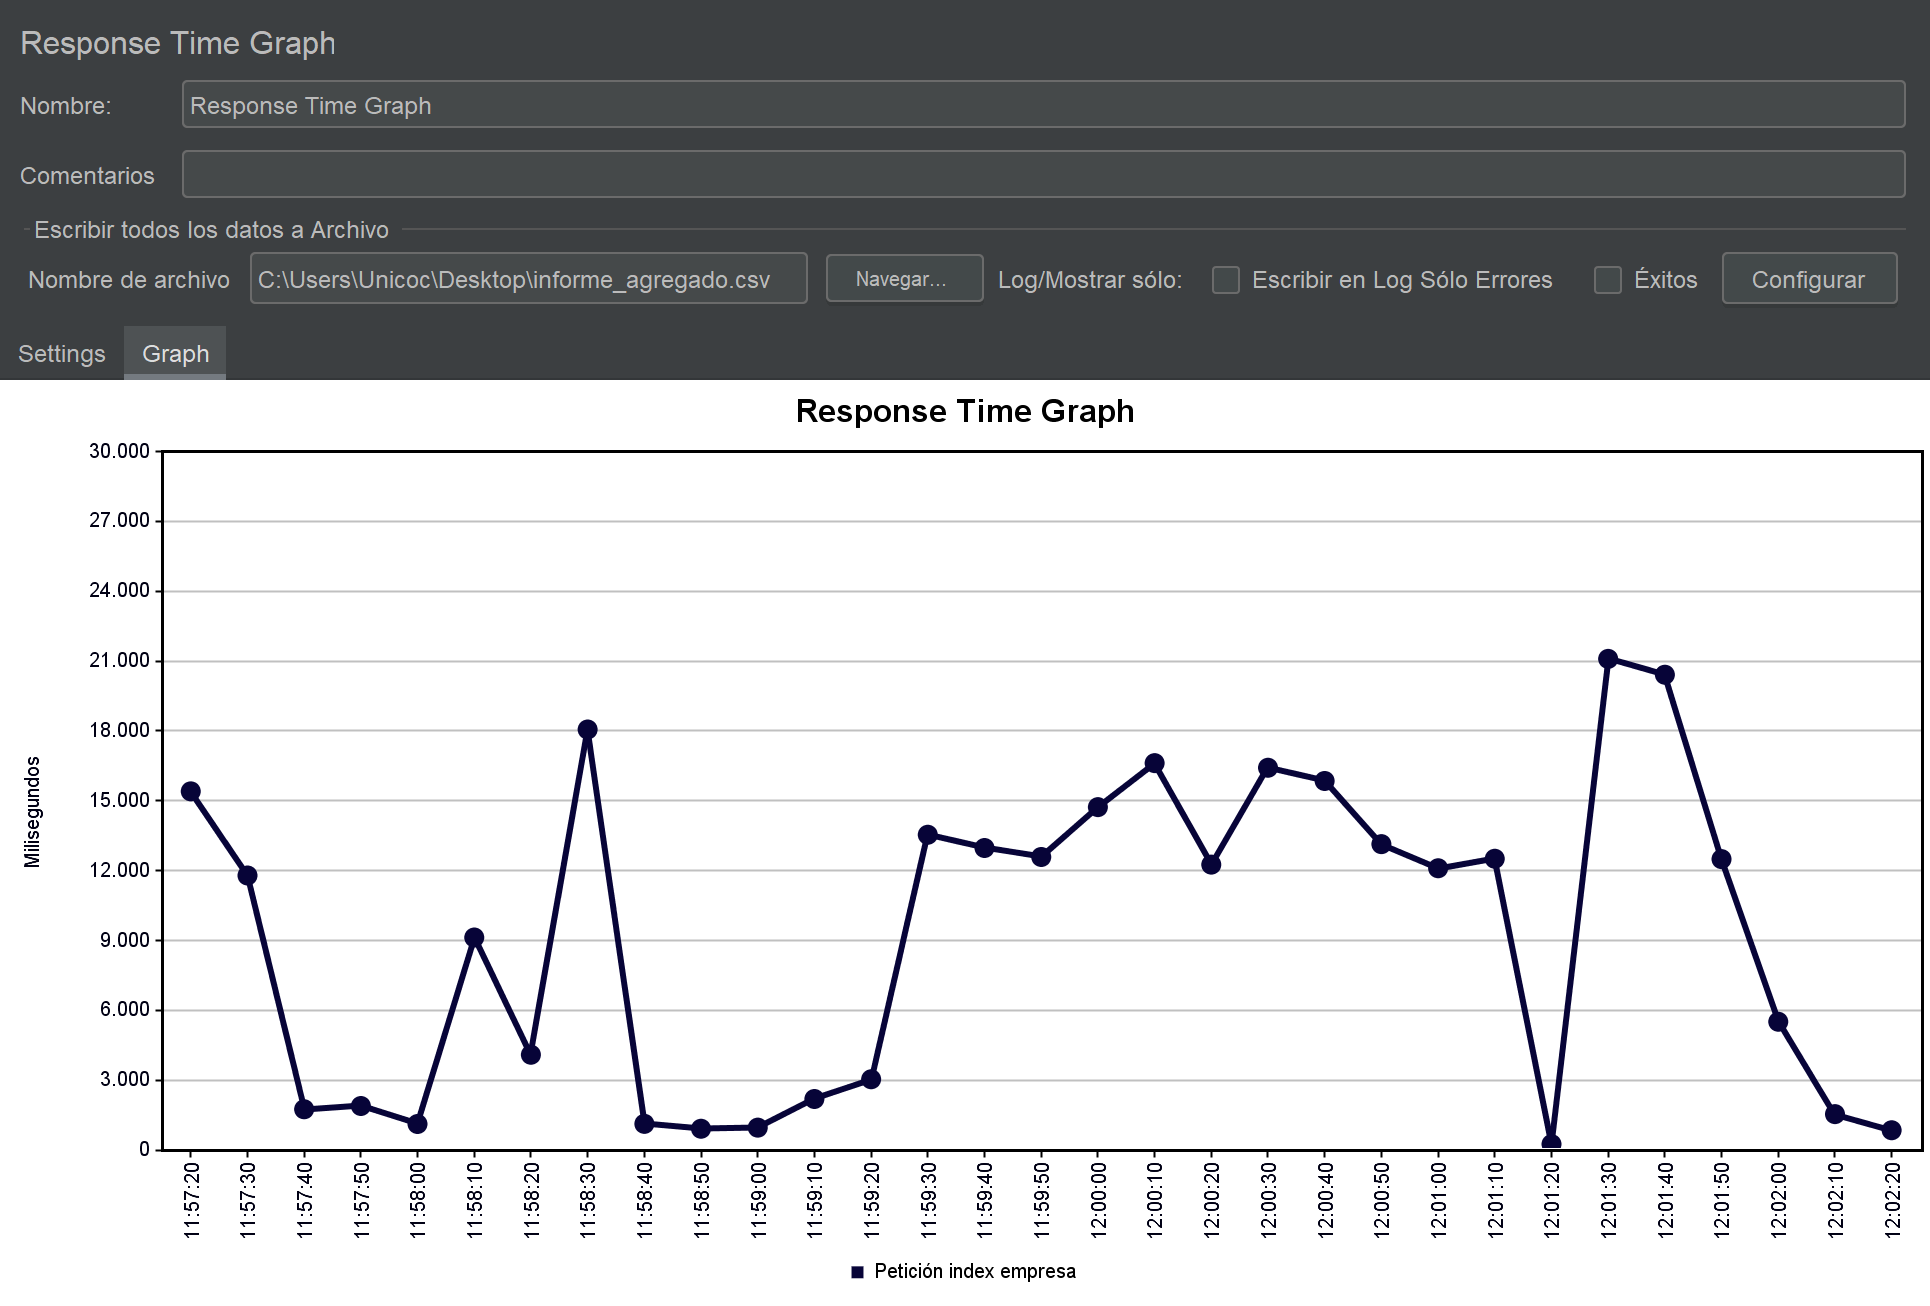 Response Time Graph
Nombre: Response Time Graph
Comentarios
Escribir todos los datos a Archivo
Nombre de archivo C:\Users\Unicoc\Desktop\informe_agregado.csv Navegar... Log/Mostrar sólo: Escribir en Log Sólo Errores Éxitos Configurar
Settings Graph
Response Time Graph
30.000
27.000
24.000
21.000
18.000
15.000
12.000
9.000
6.000
3.000
0
Milisegundos
11:57:20 11:57:30 11:57:40 11:57:50 11:58:00 11:58:10 11:58:20 11:58:30 11:58:40 11:58:50 11:59:00 11:59:10 11:59:20 11:59:30 11:59:40 11:59:50 12:00:00 12:00:10 12:00:20 12:00:30 12:00:40 12:00:50 12:01:00 12:01:10 12:01:20 12:01:30 12:01:40 12:01:50 12:02:00 12:02:10 12:02:20
Petición index empresa